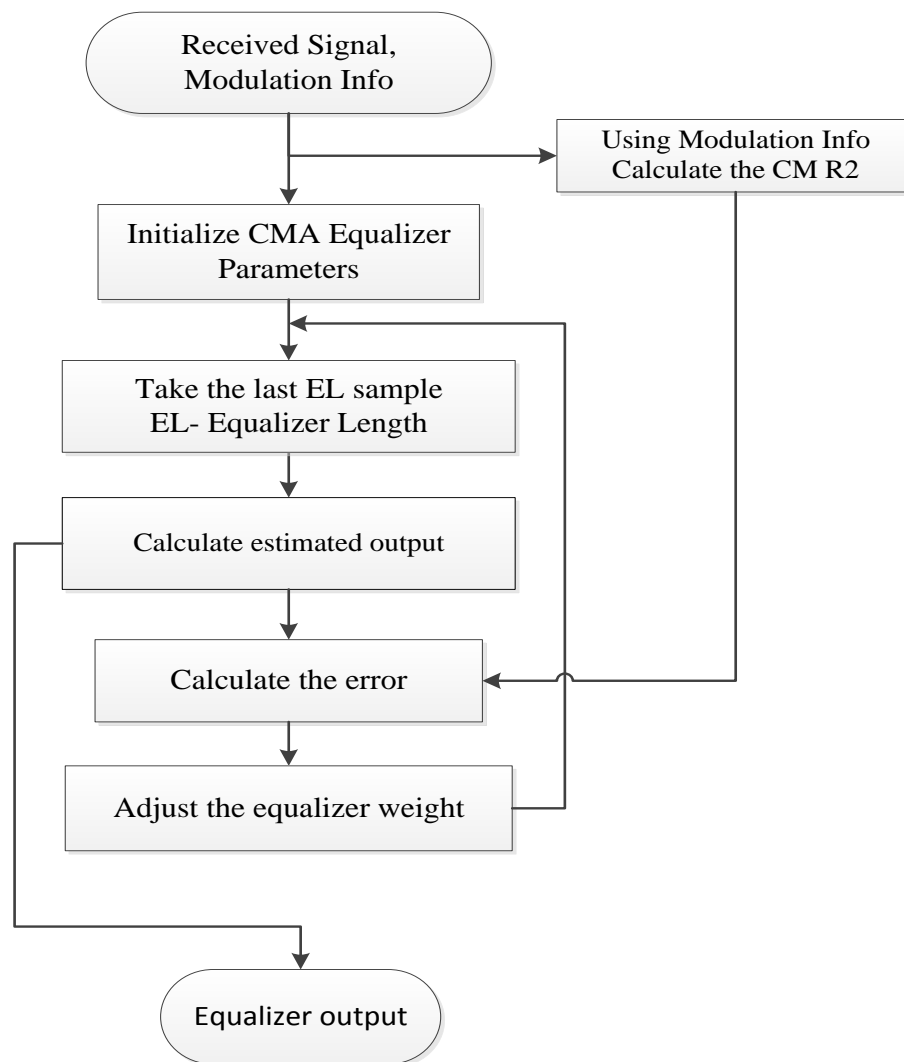 Received Signal,
Modulation Info
Using Modulation Info
Calculate the CM R2
Initialize CMA Equalizer
Parameters
Take the last EL sample
EL- Equalizer Length
Calculate estimated output
Calculate the error
Adjust the equalizer weight
Equalizer output